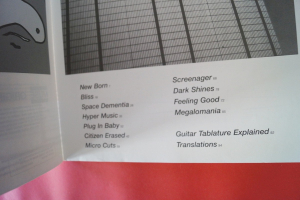 New Born
Bliss
Space Dementia
Hyper Music
Plug In Baby
Citizen Erased
Micro Cuts
Screenager
Dark Shines
Feeling Good
Megalomania
Guitar Tablature Explained
Translations